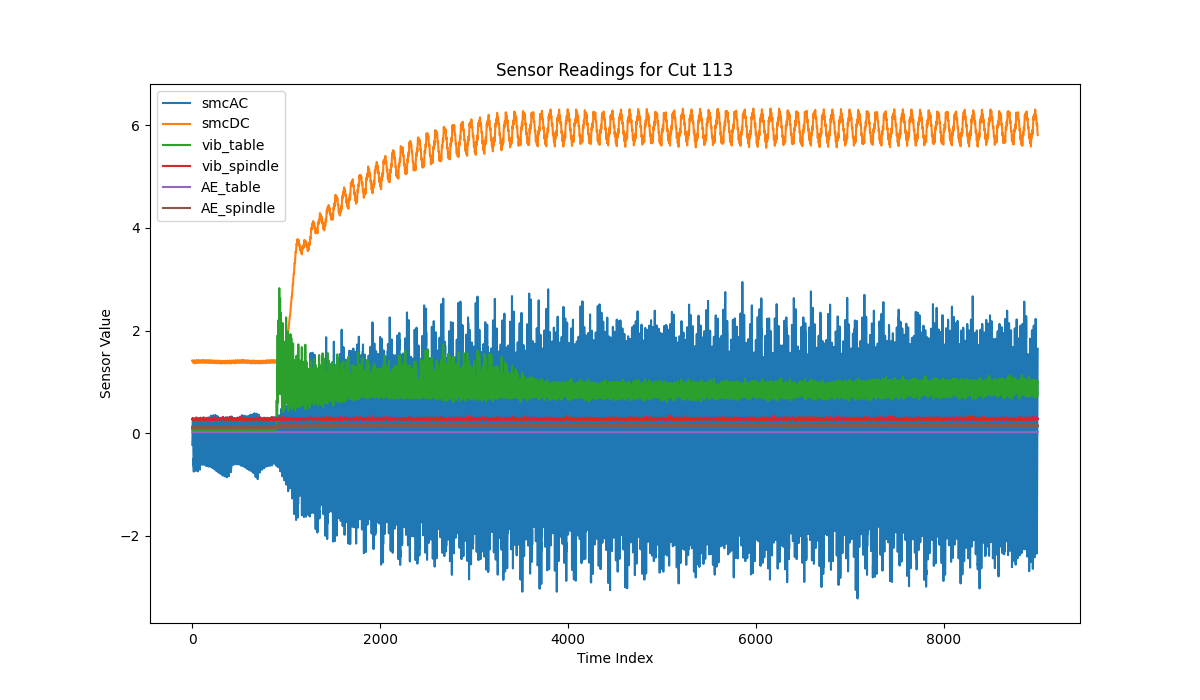 Sensor Readings for Cut 113
smcAC
smcDC
vib_table
vib_spindle
AE_table
AE_spindle
Sensor Value
6
4
2
0
−2
0
2000
4000
6000
8000
Time Index